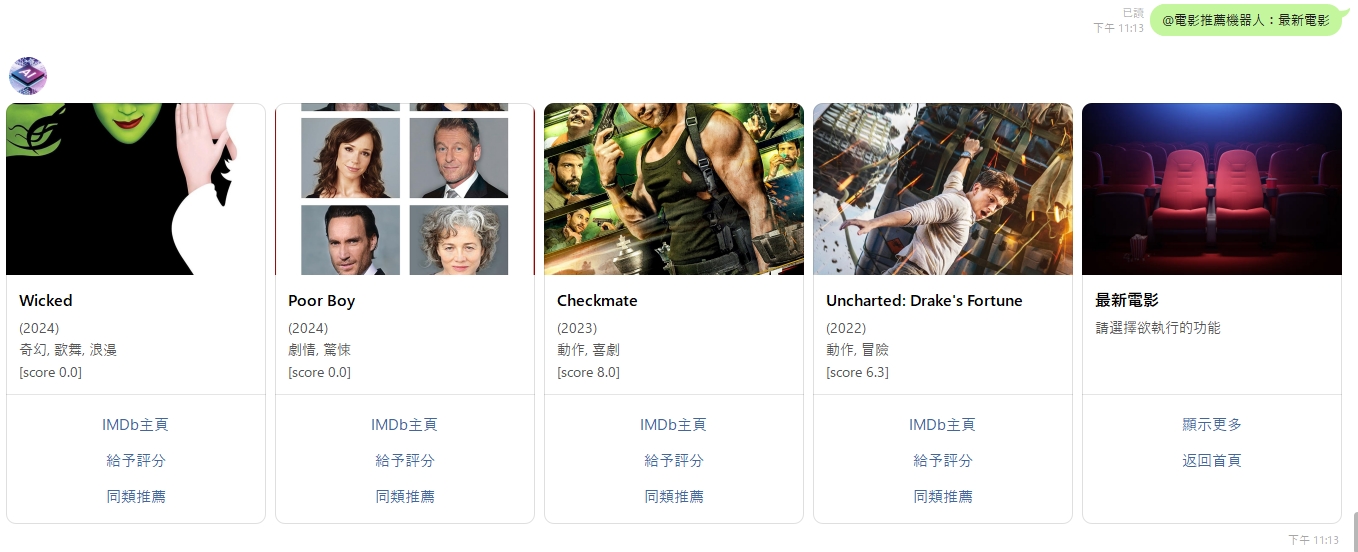 已讀
下午 11:13
@電影推薦機器人：最新電影
AI
Wicked
(2024)
奇幻, 歌舞, 浪漫
[score 0.0]
IMDb主頁
給予評分
同類推薦
Poor Boy
(2024)
劇情, 驚悚
[score 0.0]
IMDb主頁
給予評分
同類推薦
Checkmate
(2023)
動作, 喜劇
[score 8.0]
IMDb主頁
給予評分
同類推薦
Uncharted: Drake's Fortune
(2022)
動作, 冒險
[score 6.3]
IMDb主頁
給予評分
同類推薦
最新電影
請選擇欲執行的功能
顯示更多
返回首頁
下午 11:13